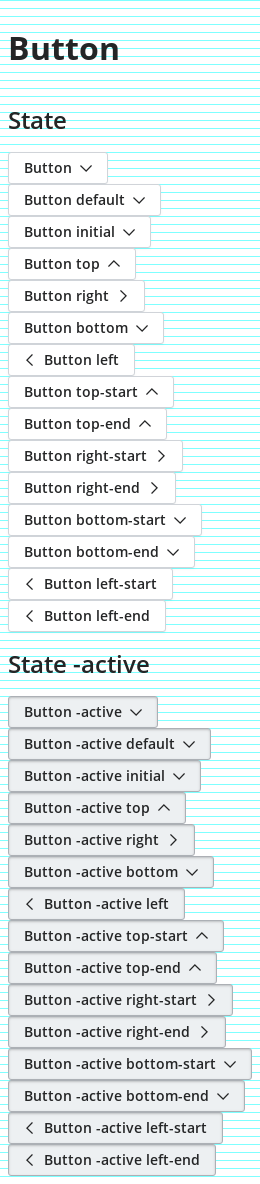 Button
State
Button
Button default
Button initial
Button top
Button right
Button bottom
Button left
Button top-start
Button top-end
Button right-start
Button right-end
Button bottom-start
Button bottom-end
Button left-start
Button left-end
State -active
Button -active
Button -active default
Button -active initial
Button -active top
Button -active right
Button -active bottom
Button -active left
Button -active top-start
Button -active top-end
Button -active right-start
Button -active right-end
Button -active bottom-start
Button -active bottom-end
Button -active left-start
Button -active left-end